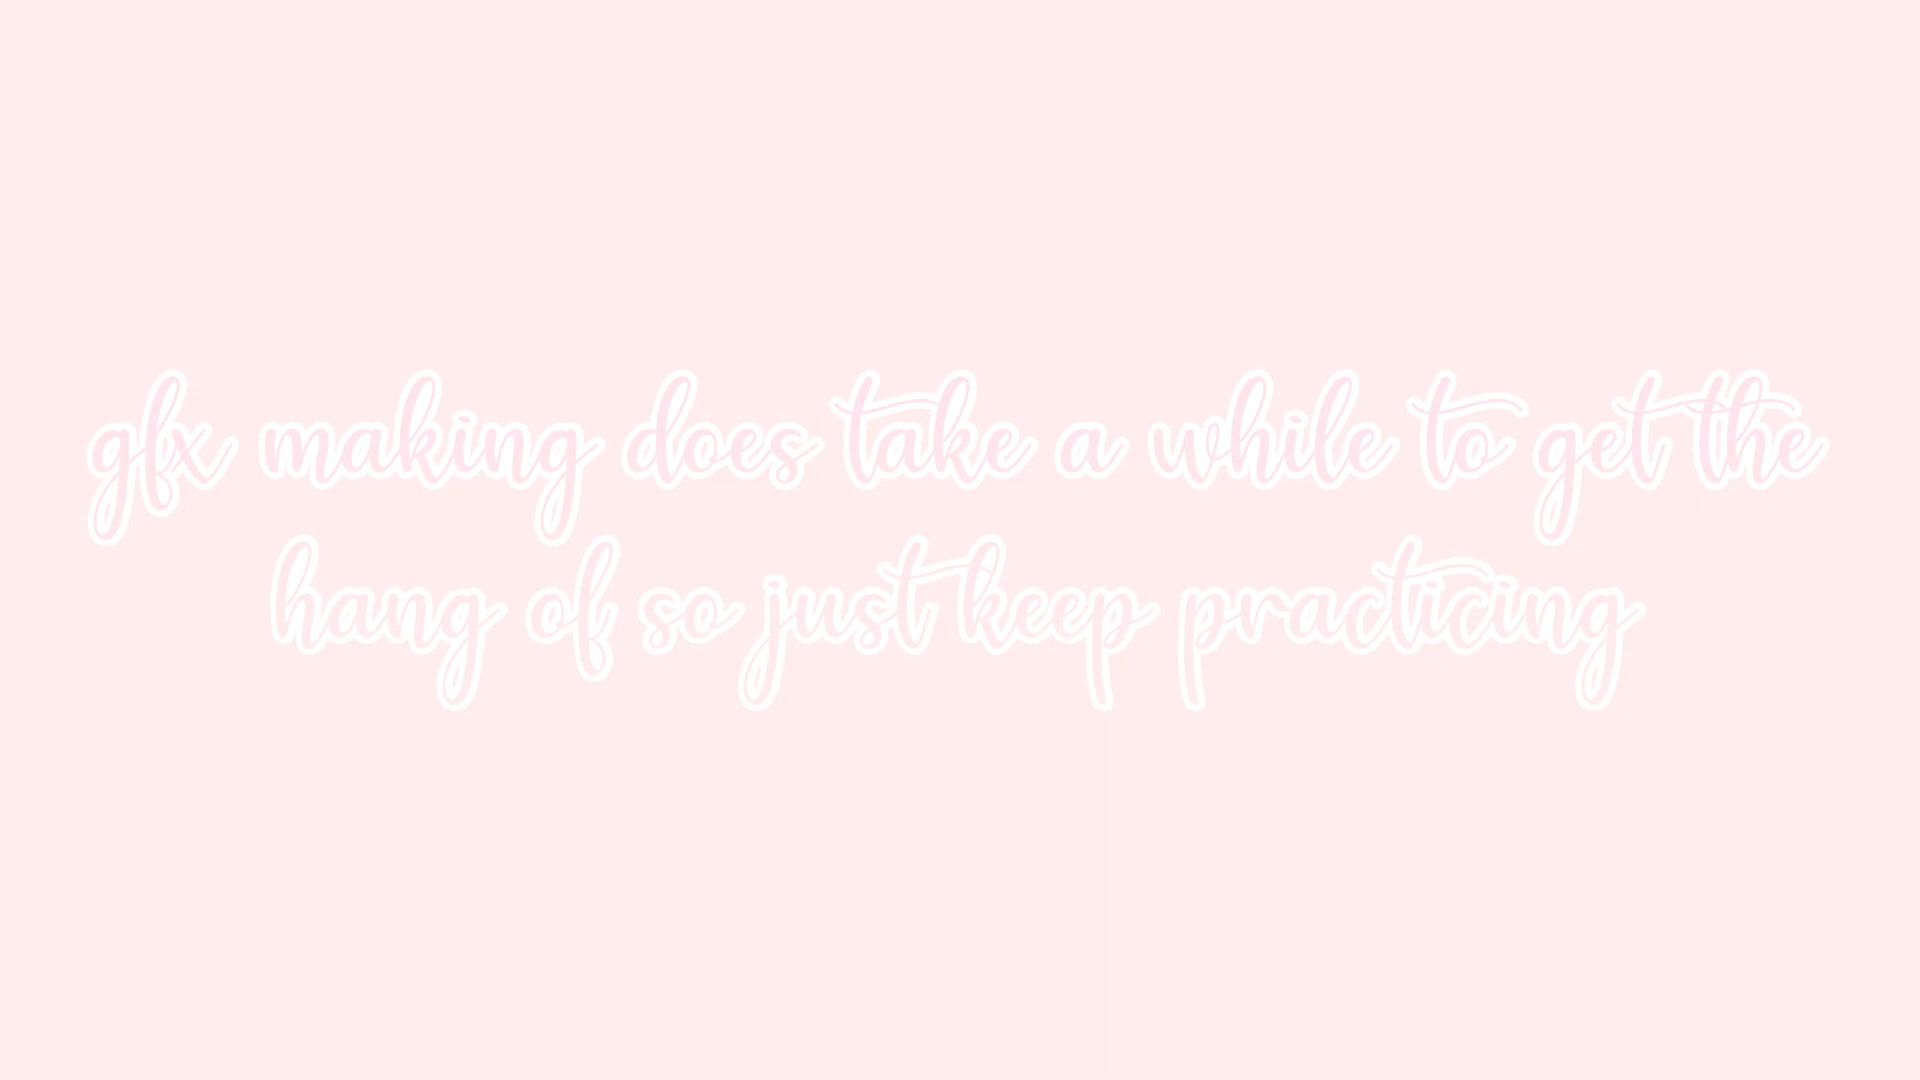 gfx making does take a while to get the
hang of so just keep practicing